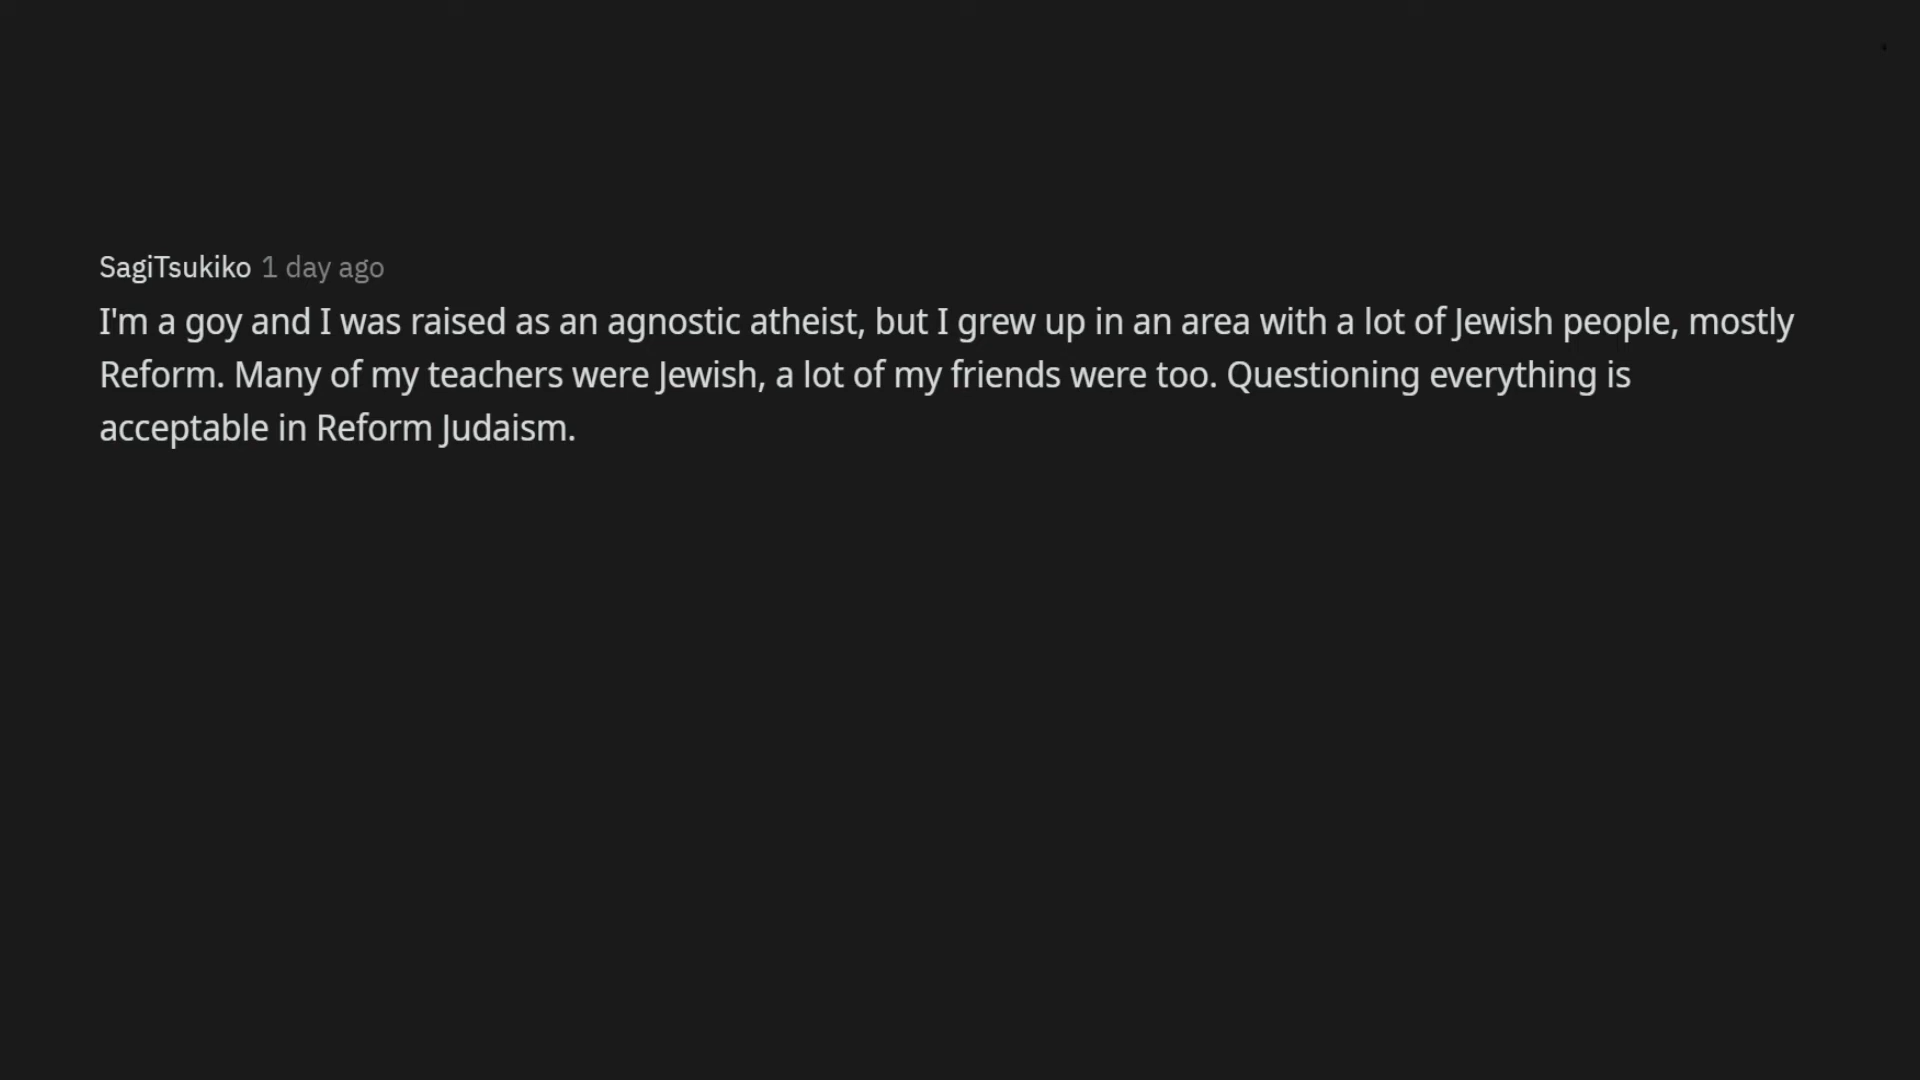 SagiTsukiko 1 day ago
I'm a goy and I was raised as an agnostic atheist, but I grew up in an area with a lot of Jewish people, mostly
Reform. Many of my teachers were Jewish, a lot of my friends were too. Questioning everything is
acceptable in Reform Judaism.